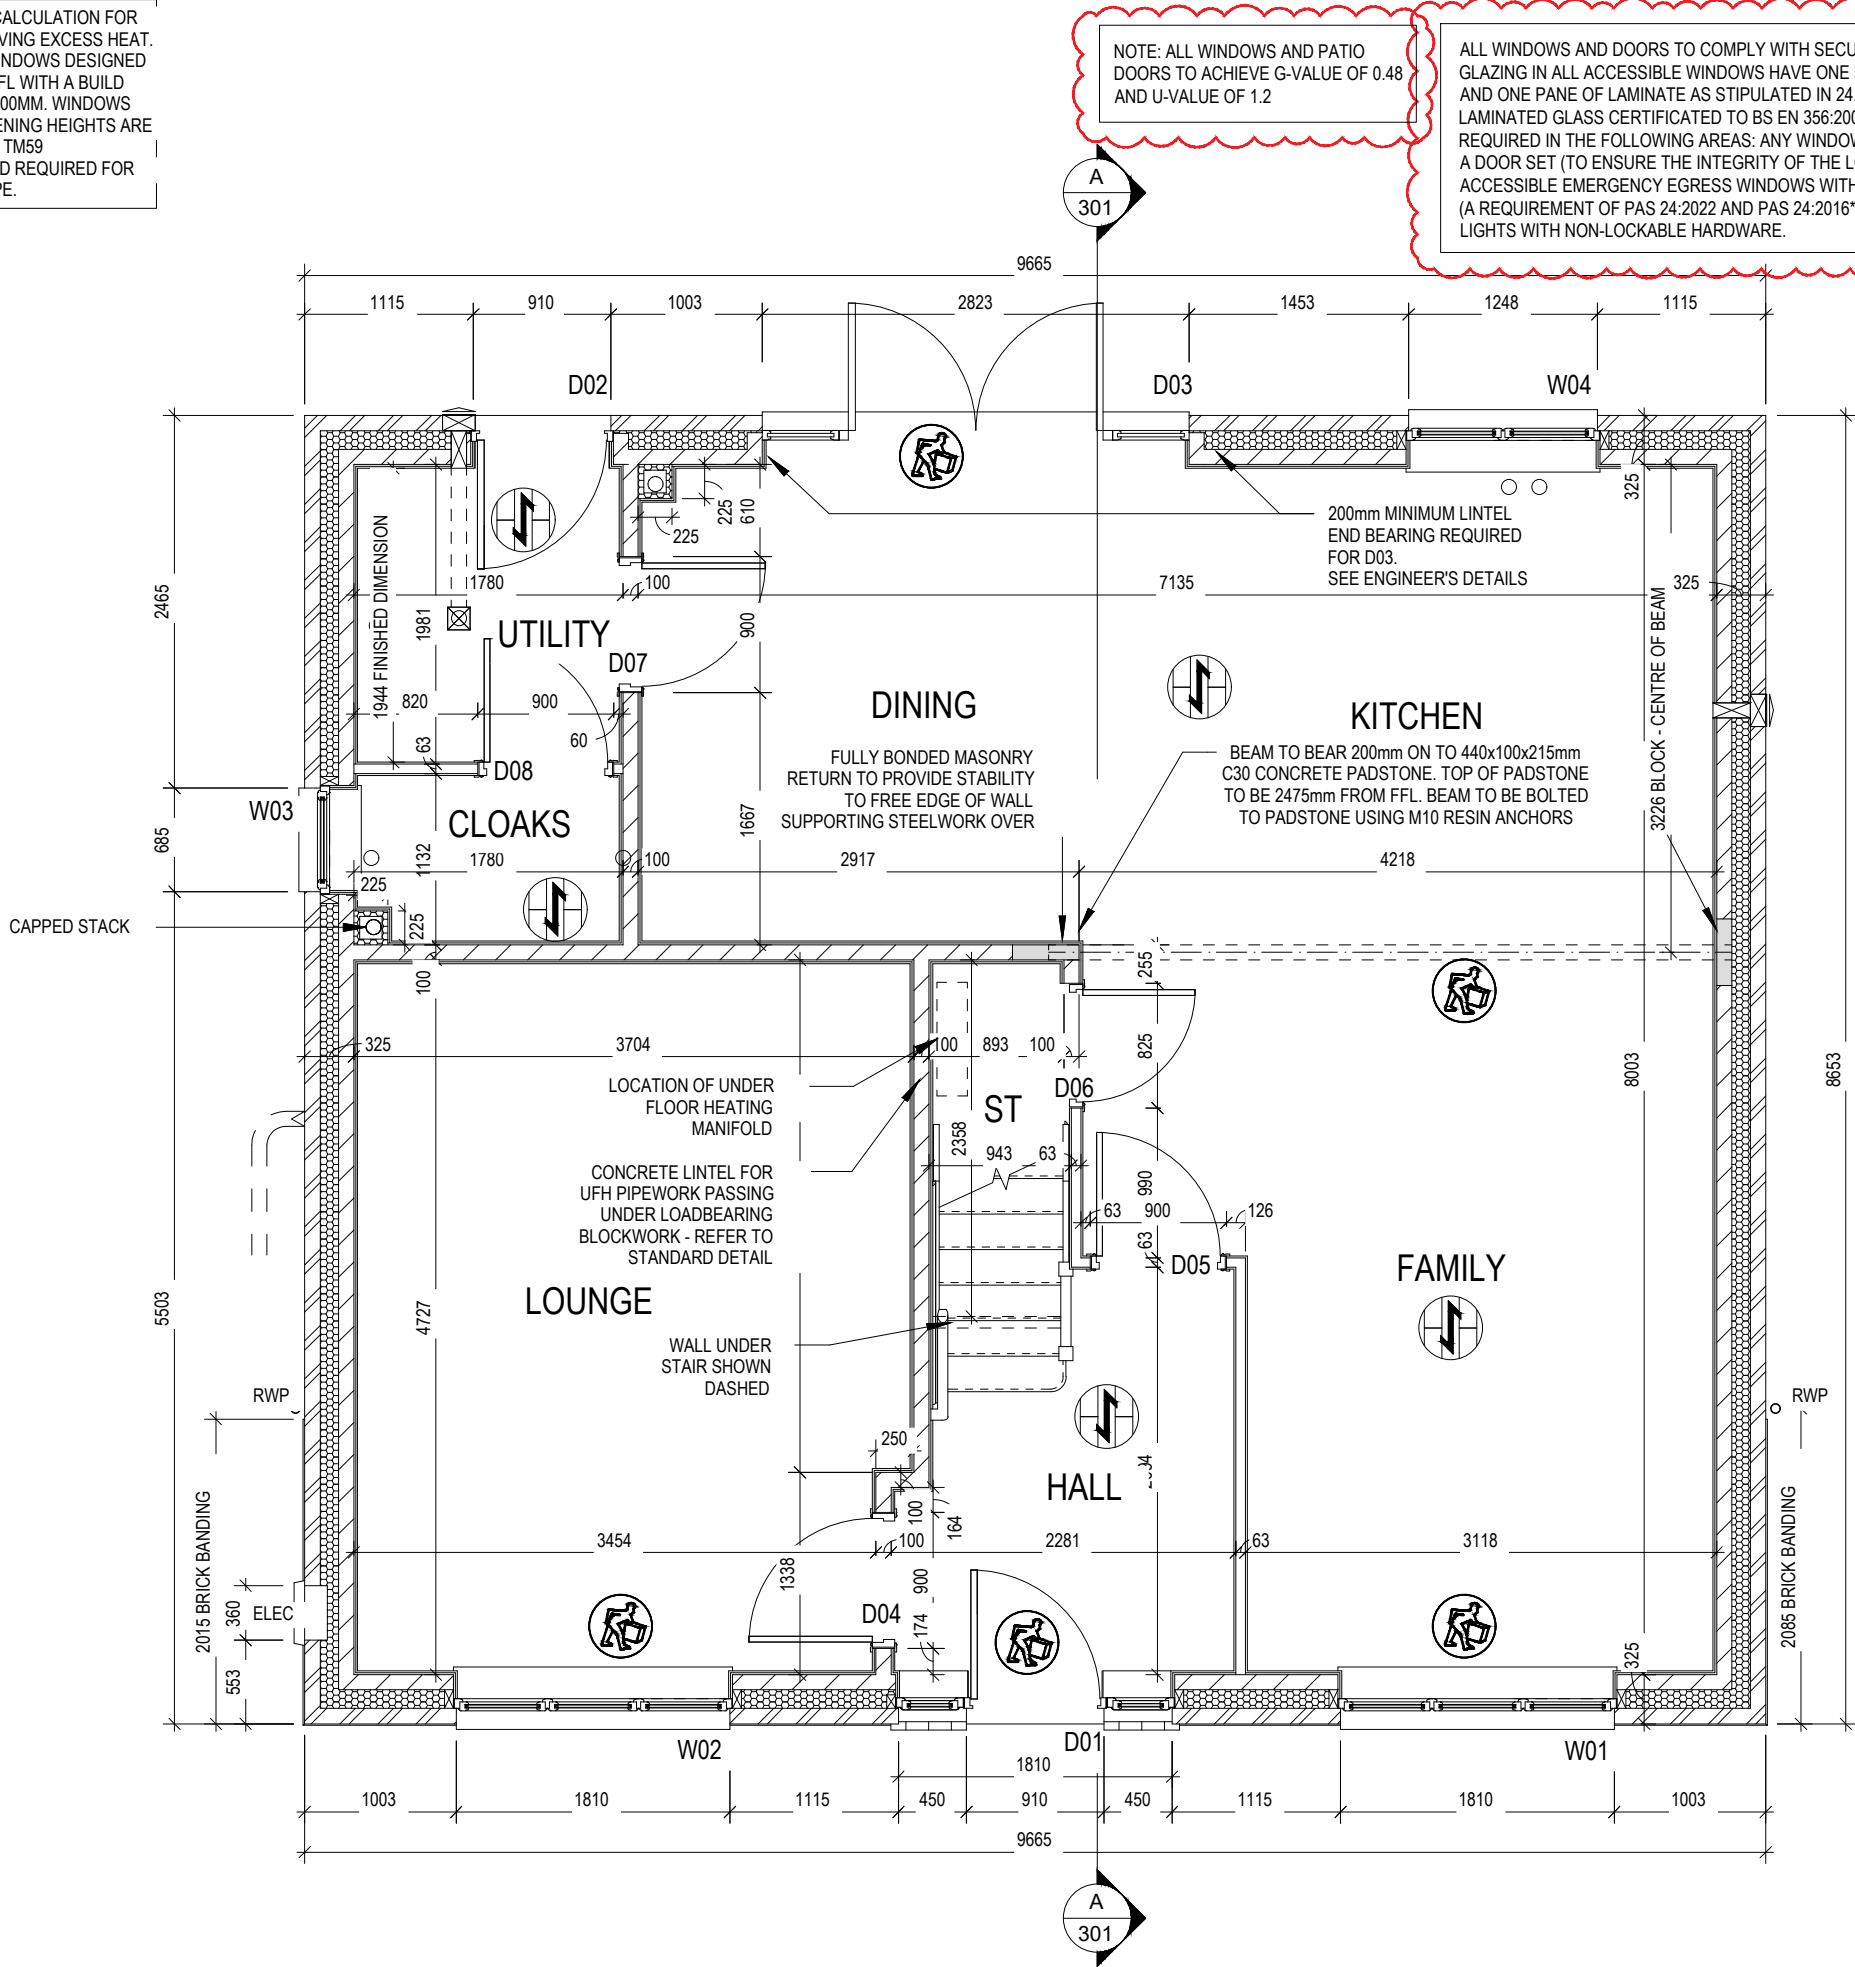 CALCULATION FOR
VING EXCESS HEAT.
NDOWS DESIGNED
FL WITH A BUILD
00MM. WINDOWS
ENING HEIGHTS ARE
TM59
D REQUIRED FOR
PE.
NOTE: ALL WINDOWS AND PATIO
DOORS TO ACHIEVE G-VALUE OF 0.48
AND U-VALUE OF 1.2
ALL WINDOWS AND DOORS TO COMPLY WITH SECU
GLAZING IN ALL ACCESSIBLE WINDOWS HAVE ONE
AND ONE PANE OF LAMINATE AS STIPULATED IN 24.
LAMINATED GLASS CERTIFICATED TO BS EN 356:200
REQUIRED IN THE FOLLOWING AREAS: ANY WINDOW
A DOOR SET (TO ENSURE THE INTEGRITY OF THE L
ACCESSIBLE EMERGENCY EGRESS WINDOWS WITH
(A REQUIREMENT OF PAS 24:2022 AND PAS 24:2016*
LIGHTS WITH NON-LOCKABLE HARDWARE.
A
301
9665
1115 910 1003 2823 1453 1248 1115
D02 D03 W04
225
610
225
325
200mm MINIMUM LINTEL
END BEARING REQUIRED
FOR D03.
SEE ENGINEER'S DETAILS
1944 FINISHED DIMENSION
1780 100 7135 325
2465
1981
UTILITY
900
D07
820 900
60
63
D08
DINING
KITCHEN
3226 BLOCK - CENTRE OF BEAM
FULLY BONDED MASONRY
RETURN TO PROVIDE STABILITY
TO FREE EDGE OF WALL
SUPPORTING STEELWORK OVER
BEAM TO BEAR 200mm ON TO 440x100x215mm
C30 CONCRETE PADSTONE. TOP OF PADSTONE
TO BE 2475mm FROM FFL. BEAM TO BE BOLTED
TO PADSTONE USING M10 RESIN ANCHORS
W03
685
CLOAKS
1667
1132
1780 100 2917 4218
225
225
CAPPED STACK
100
255
325 3704 100 893 100
825
8003
8653
LOCATION OF UNDER
FLOOR HEATING
MANIFOLD
D06
ST
2358
943 63
990
CONCRETE LINTEL FOR
UFH PIPEWORK PASSING
UNDER LOADBEARING
BLOCKWORK - REFER TO
STANDARD DETAIL
63 900 126
63
D05
FAMILY
5503
4727
LOUNGE
WALL UNDER
STAIR SHOWN
DASHED
RWP
RWP
250
HALL
2015 BRICK BANDING
2085 BRICK BANDING
100
164
3454 100 2281 63 3118
1338
900
360
ELEC
D04
174
553
325
W02 D01 W01
1810
1003 1810 1115 450 910 450 1115 1810 1003
9665
A
301